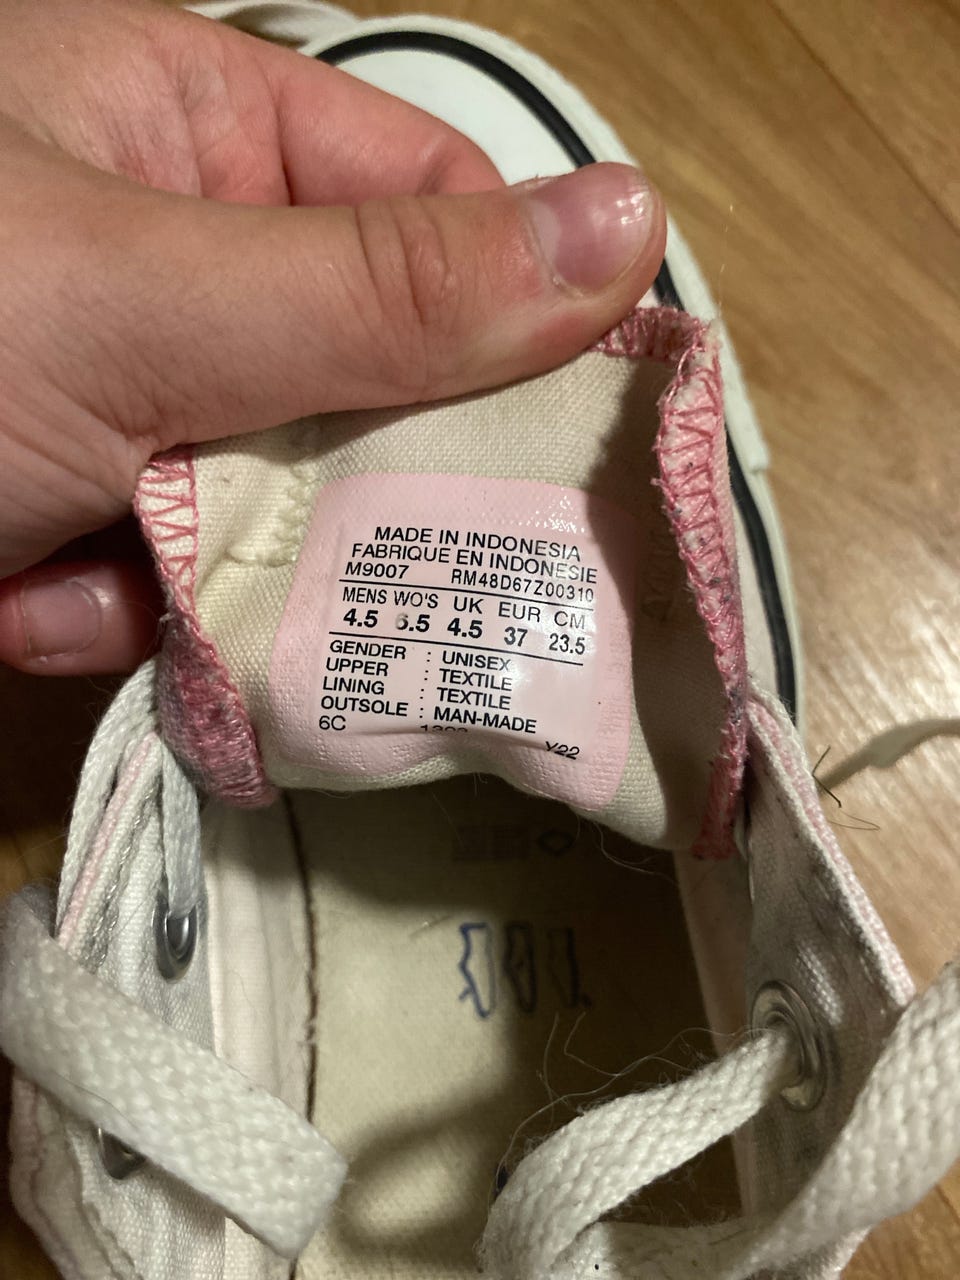 MADE IN INDONESIA
FABRIQUE EN INDONESIE
M9007 RM48D67Z00310
MENS WO'S UK EUR CM
4.5 6.5 4.5 37 23.5
GENDER : UNISEX
UPPER : TEXTILE
LINING : TEXTILE
OUTSOLE : MAN-MADE
6C Y22